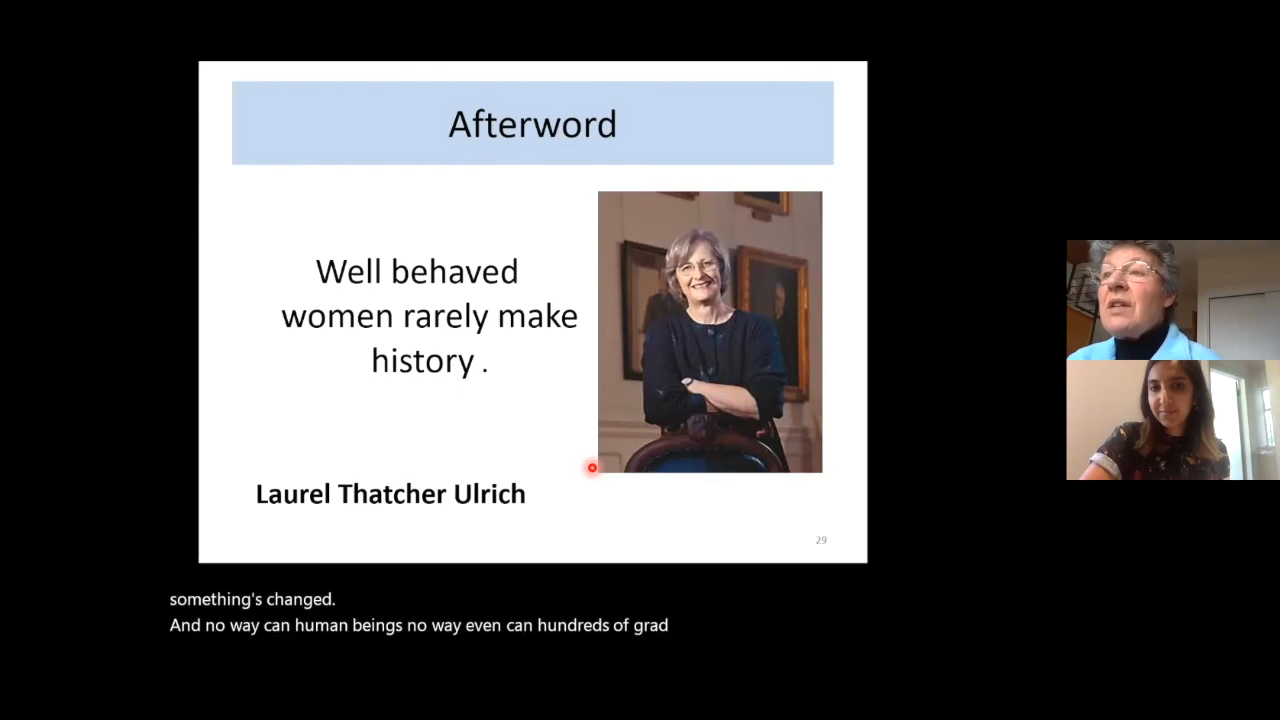 Afterword
Well behaved
women rarely make
history .
Laurel Thatcher Ulrich
29
something's changed.
And no way can human beings no way even can hundreds of grad